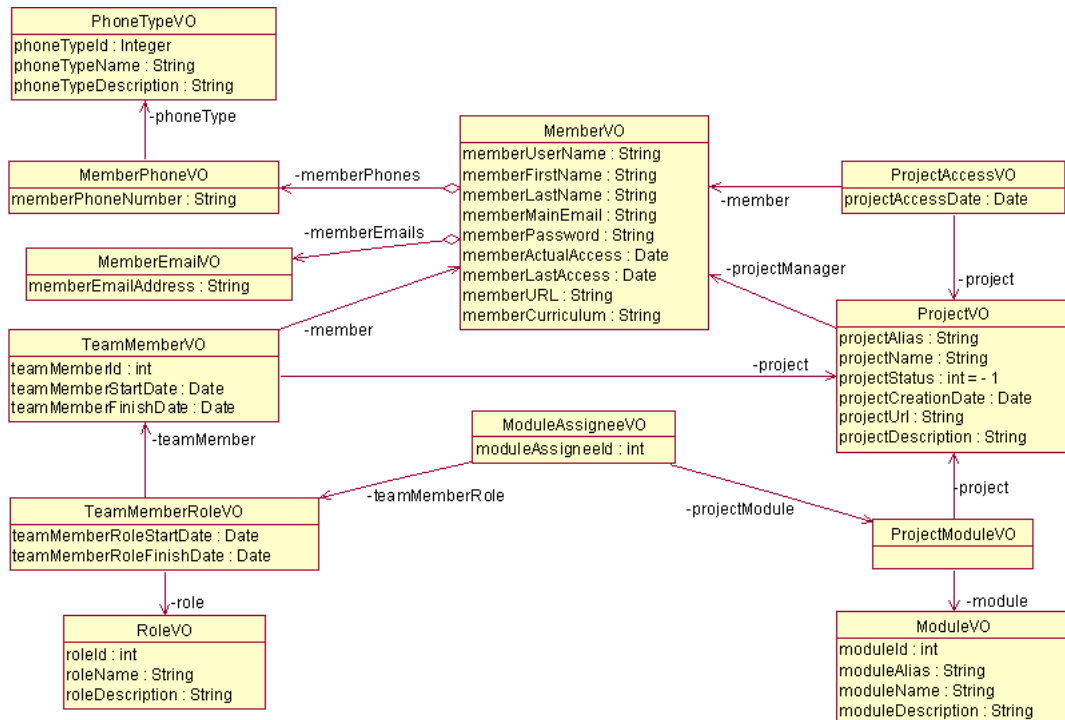 PhoneTypeVO
phoneTypeId : Integer
phoneTypeName : String
phoneTypeDescription : String
-phoneType
MemberPhoneVO
memberPhoneNumber : String
-memberPhones
MemberVO
memberUserName : String
memberFirstName : String
memberLastName : String
memberMainEmail : String
memberPassword : String
memberActualAccess : Date
memberLastAccess : Date
memberURL : String
memberCurriculum : String
-member
ProjectAccessVO
projectAccessDate : Date
-memberEmails
MemberEmailVO
memberEmailAddress : String
-projectManager
-project
-member
TeamMemberVO
teamMemberId : int
teamMemberStartDate : Date
teamMemberFinishDate : Date
-project
ProjectVO
projectAlias : String
projectName : String
projectStatus : int = - 1
projectCreationDate : Date
projectUrl : String
projectDescription : String
-teamMember
ModuleAssigneeVO
moduleAssigneeId : int
-teamMemberRole
-projectModule
-project
TeamMemberRoleVO
teamMemberRoleStartDate : Date
teamMemberRoleFinishDate : Date
ProjectModuleVO
-role
-module
RoleVO
roleId : int
roleName : String
roleDescription : String
ModuleVO
moduleId : int
moduleAlias : String
moduleName : String
moduleDescription : String